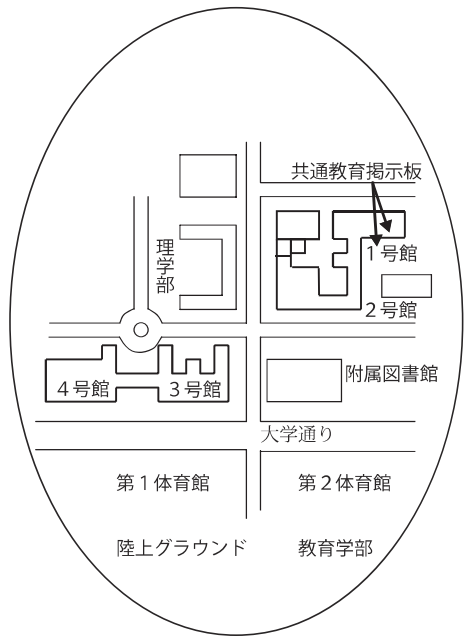 共通教育掲示板
理学部
１号館
２号館
附属図書館
４号館
３号館
大学通り
第１体育館
第２体育館
陸上グラウンド
教育学部